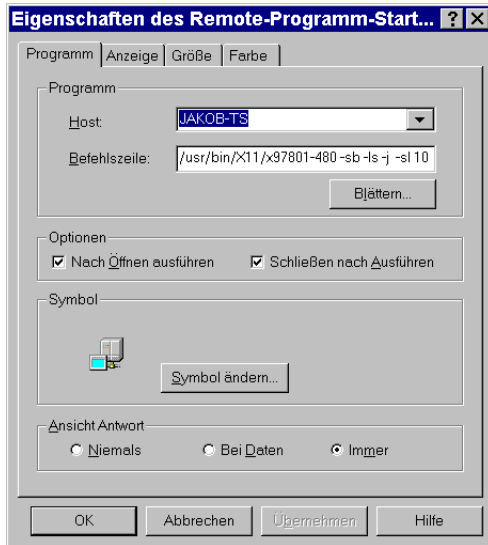 Eigenschaften des Remote-Programm-Start...
Programm Anzeige Größe Farbe
Programm
Host: JAKOB-TS
Befehlszeile: /usr/bin/X11/x97801-480 -sb -ls -j -sl 10
Blättern...
Optionen
Nach Öffnen ausführen Schließen nach Ausführen
Symbol
Symbol ändern...
Ansicht Antwort
Niemals Bei Daten Immer
OK Abbrechen Übernehmen Hilfe